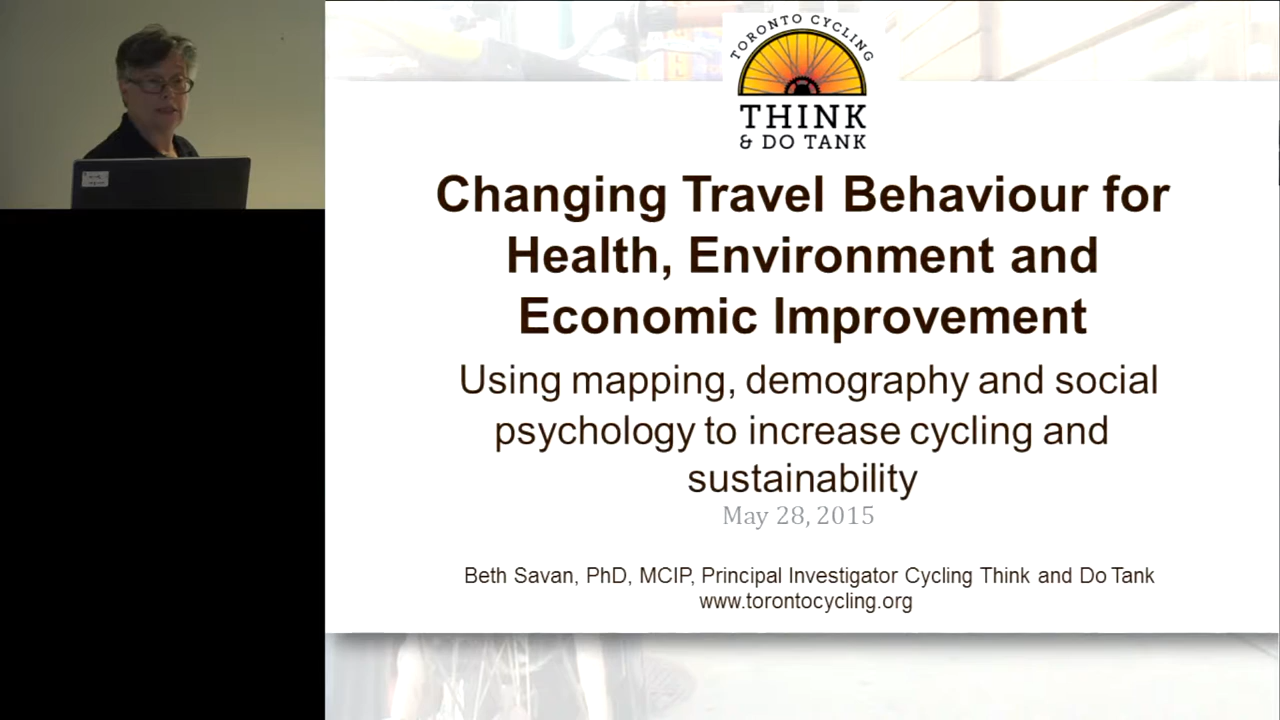 TORONTO CYCLING
THINK
& DO TANK
Changing Travel Behaviour for
Health, Environment and
Economic Improvement
Using mapping, demography and social
psychology to increase cycling and
sustainability
May 28, 2015
Beth Savan, PhD, MCIP, Principal Investigator Cycling Think and Do Tank
www.torontocycling.org